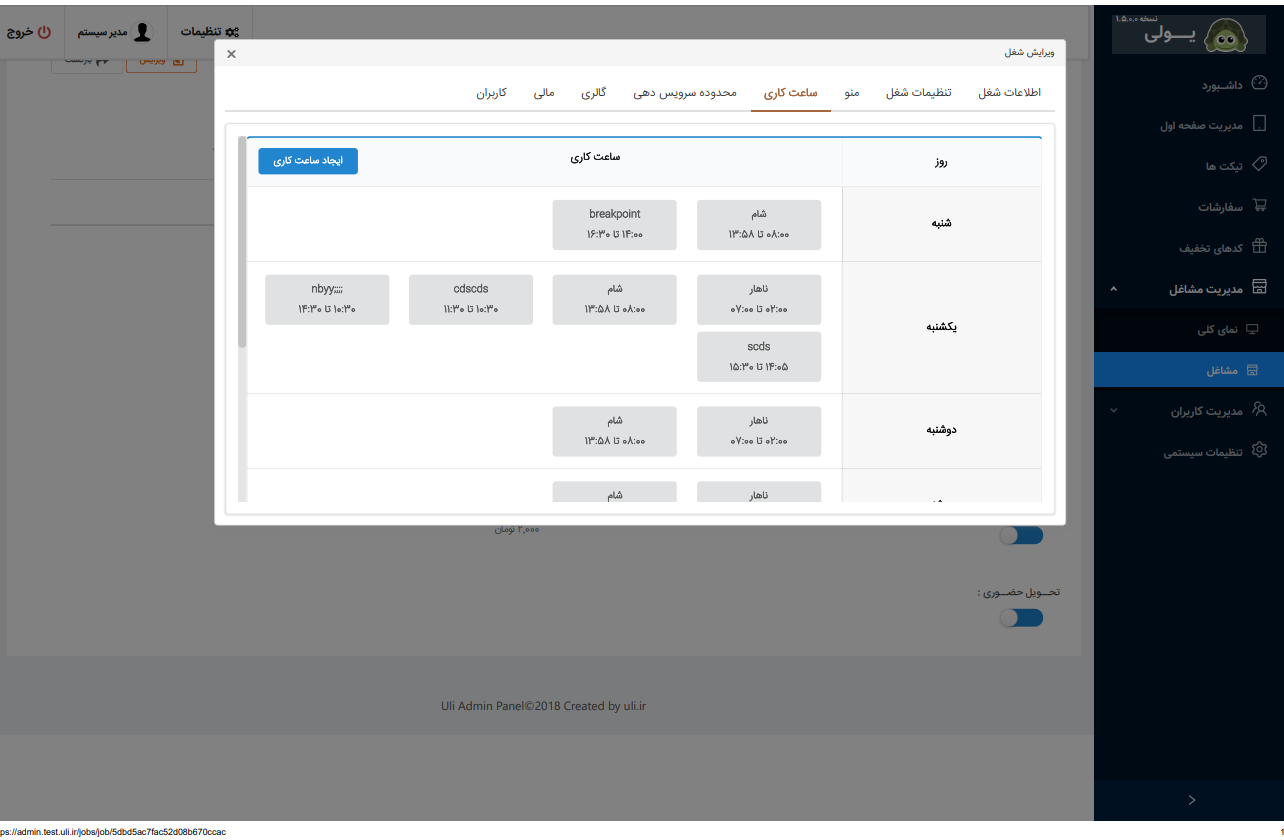 نسخه ۱.۵.۰.۰
یـــولی
داشـبورد
مدیریت صفحه اول
تیکت ها
سفارشات
کدهای تخفیف
مدیریت مشاغل
نمای کلی
مشاغل
مدیریت کاربران
تنظیمات سیستمی
تنظیمات
مدیر سیستم
خروج
ویرایش
ویرایش شغل
اطلاعات شغل
تنظیمات شغل
منو
ساعت کاری
محدوده سرویس دهی
گالری
مالی
کاربران
روز
ساعت کاری
ایجاد ساعت کاری
شنبه
شام
۰۸:۰۰ تا ۱۳:۵۸
breakpoint
۱۴:۰۰ تا ۱۶:۳۰
یکشنبه
ناهار
۰۲:۰۰ تا ۰۷:۰۰
شام
۰۸:۰۰ تا ۱۳:۵۸
cdscds
۱۰:۳۰ تا ۱۱:۳۰
nbyy;;;;
۱۰:۳۰ تا ۱۴:۳۰
scds
۱۴:۰۵ تا ۱۵:۳۰
دوشنبه
ناهار
۰۲:۰۰ تا ۰۷:۰۰
شام
۰۸:۰۰ تا ۱۳:۵۸
ناهار
شام
۲,۰۰۰ تومان
تحــویل حضــوری :
Uli Admin Panel©2018 Created by uli.ir
ps://admin.test.uli.ir/jobs/job/5dbd5ac7fac52d08b670ccac
1